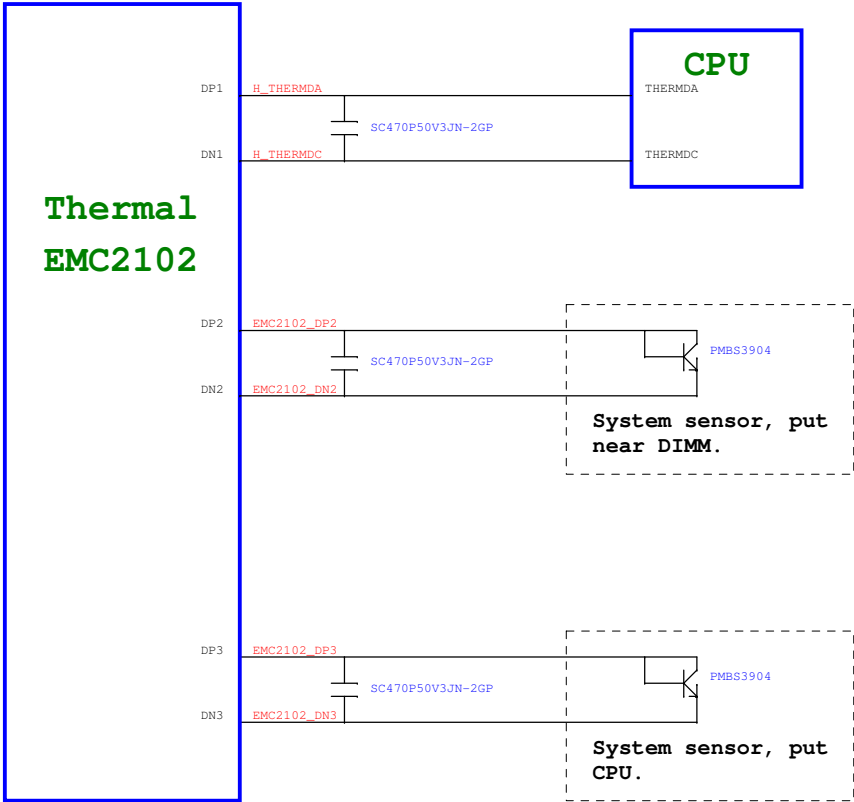 CPU
DP1 H_THERMDA THERMDA
SC470P50V3JN-2GP
DN1 H_THERMDC THERMDC
Thermal
EMC2102
DP2 EMC2102_DP2
PMBS3904
SC470P50V3JN-2GP
DN2 EMC2102_DN2
System sensor, put
near DIMM.
DP3 EMC2102_DP3
PMBS3904
SC470P50V3JN-2GP
DN3 EMC2102_DN3
System sensor, put
CPU.